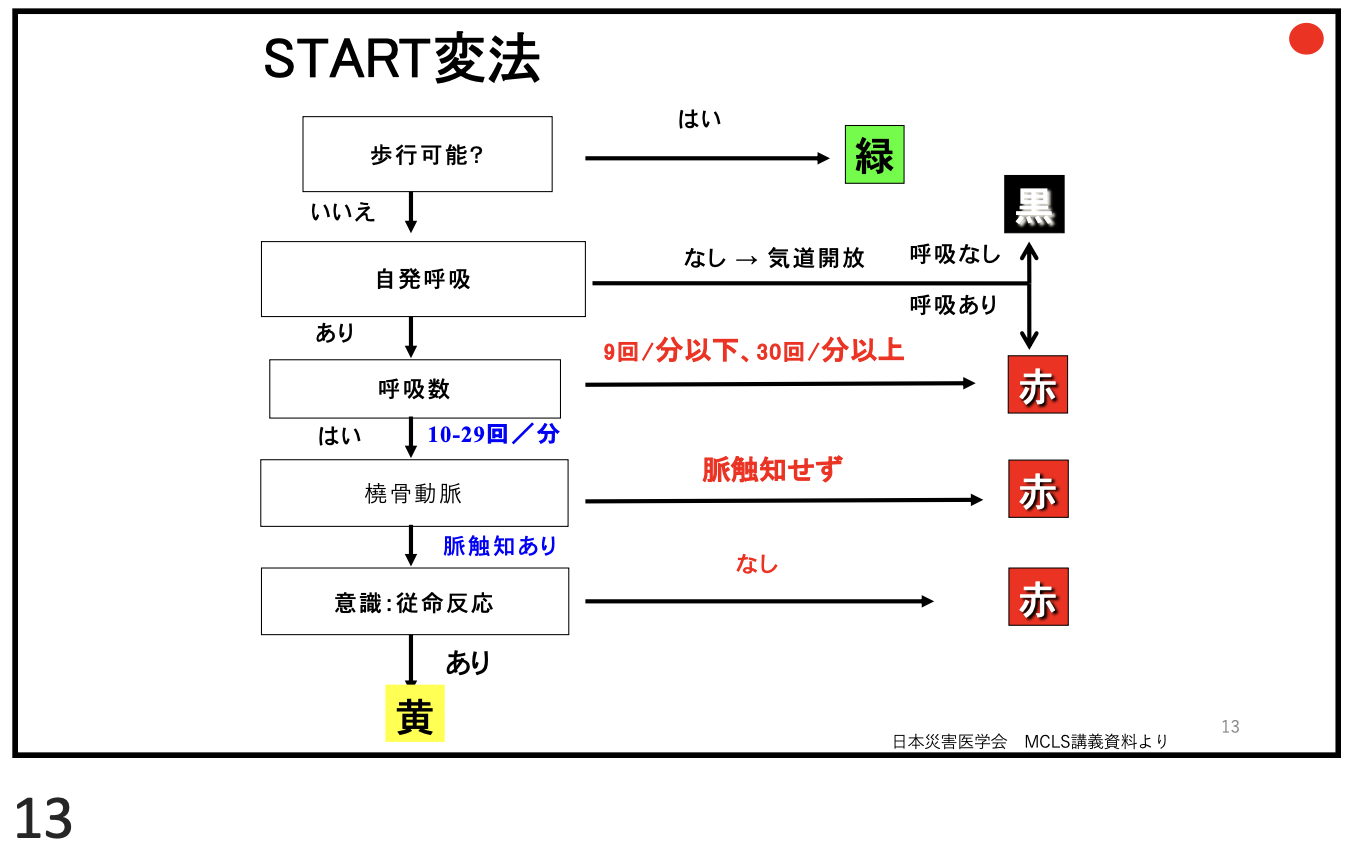 START変法
歩行可能?
はい
緑
いいえ
黒
自発呼吸
なし → 気道開放
呼吸なし
呼吸あり
あり
9回/分以下、30回/分以上
呼吸数
赤
はい
10-29回／分
橈骨動脈
脈触知せず
赤
脈触知あり
なし
意識:従命反応
赤
あり
黄
13
日本災害医学会　MCLS講義資料より
13